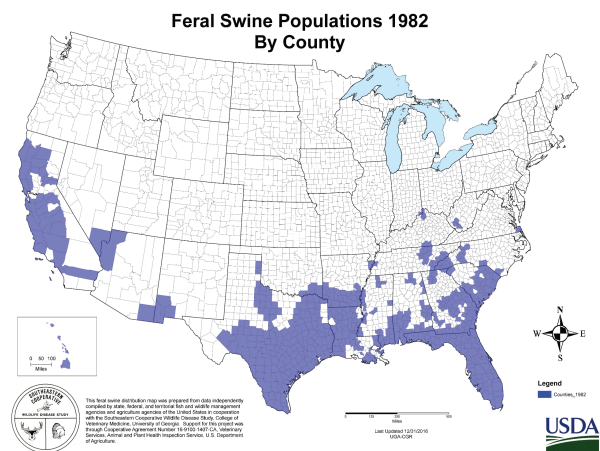 Feral Swine Populations 1982
By County
N
W
E
S
0 50 100
Miles
Legend
Counties_1982
SOUTHEASTERN COOPERATIVE
WILDLIFE DISEASE STUDY
This feral swine distribution map was prepared from data independently
compiled by state, federal, and territorial fish and wildlife management
agencies and agriculture agencies of the United States in cooperation
with the Southeastern Cooperative Wildlife Disease Study, College of
Veterinary Medicine, University of Georgia. Support for this project was
through Cooperative Agreement Number 16-9100-1407-CA, Veterinary
Services, Animal and Plant Health Inspection Service, U.S. Department
of Agriculture.
Miles
Last Updated 12/31/2016
UGA-CGR
USDA